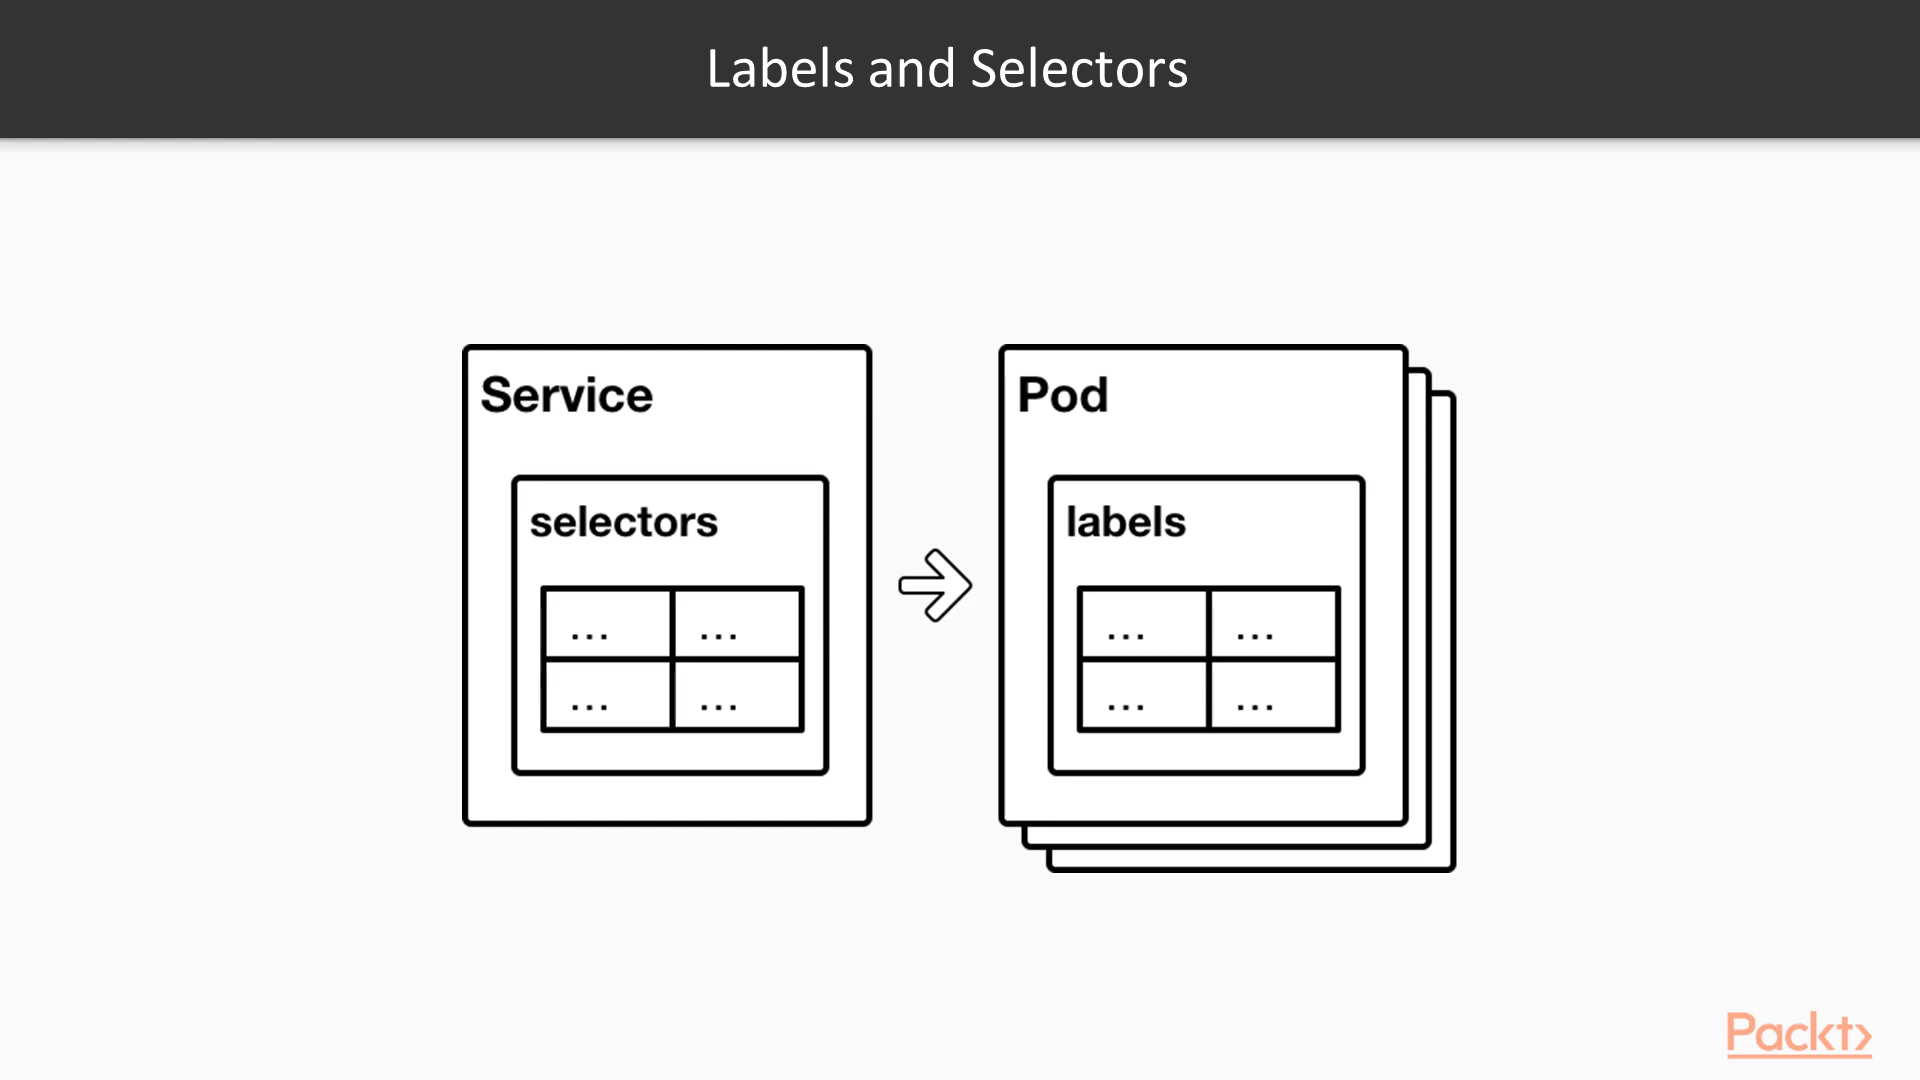 Labels and Selectors
Service
selectors
... ...
... ...
Pod
labels
... ...
... ...
Packt>